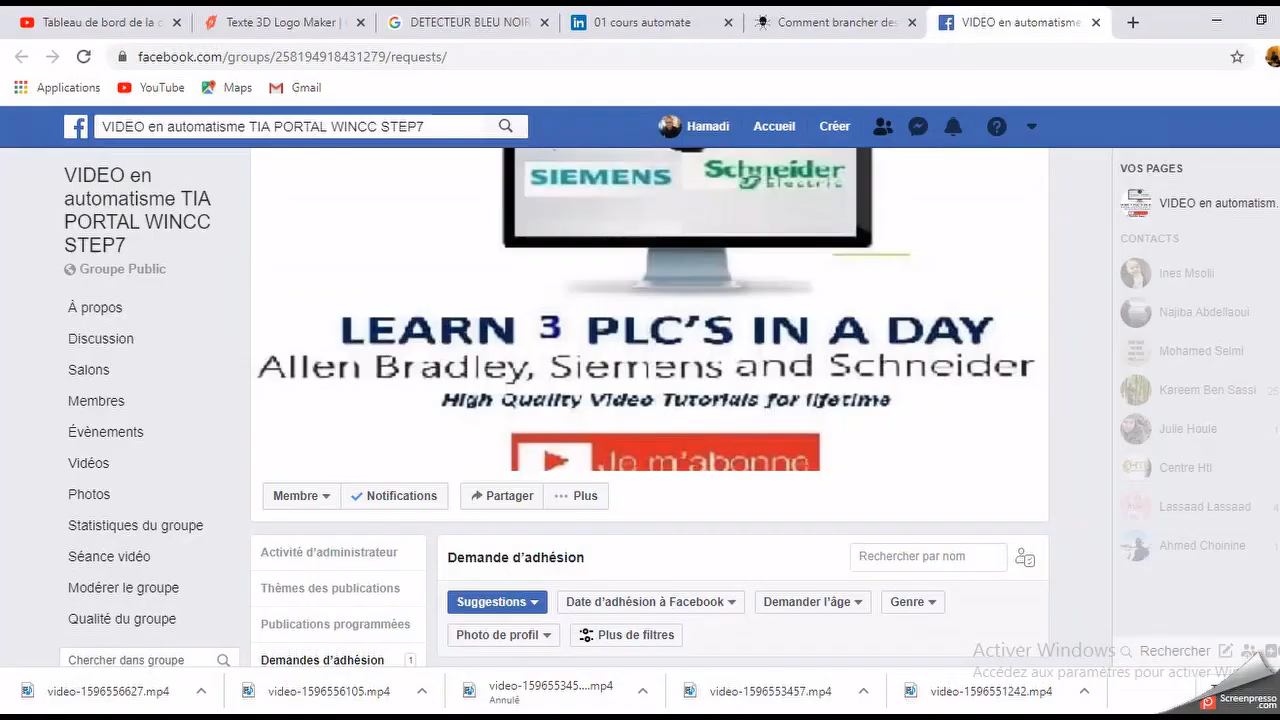 Tableau de bord de la c
Texte 3D Logo Maker | C
DETECTEUR BLEU NOIR
01 cours automate
Comment brancher des
VIDEO en automatisme
facebook.com/groups/258194918431279/requests/
Applications
YouTube
Maps
Gmail
VIDEO en automatisme TIA PORTAL WINCC STEP7
Hamadi
Accueil
Créer
VIDEO en
automatisme TIA
PORTAL WINCC
STEP7
Groupe Public
À propos
Discussion
Salons
Membres
Évènements
Vidéos
Photos
Statistiques du groupe
Séance vidéo
Modérer le groupe
Qualité du groupe
Chercher dans groupe
SIEMENS
Schneider
Electric
LEARN 3 PLC'S IN A DAY
Allen Bradley, Siemens and Schneider
High Quality Video Tutorials for lifetime
Je m'abonne
Membre
Notifications
Partager
Plus
Activité d'administrateur
Thèmes des publications
Publications programmées
Demandes d'adhésion 1
Demande d'adhésion
Rechercher par nom
Suggestions
Date d'adhésion à Facebook
Demander l'âge
Genre
Photo de profil
Plus de filtres
VOS PAGES
VIDEO en automatism.
CONTACTS
Ines Msolli
Najiba Abdellaoui
Mohamed Selmi
Kareem Ben Sassi
Julie Houle
Centre Htl
Lassaad Lassaad
Ahmed Choinine
Rechercher
Activer Windows
Accédez aux paramètres pour activer Win
video-1596556627.mp4
video-1596556105.mp4
video-159655345....mp4
Annulé
video-1596553457.mp4
video-1596551242.mp4
Screenpresso
.com